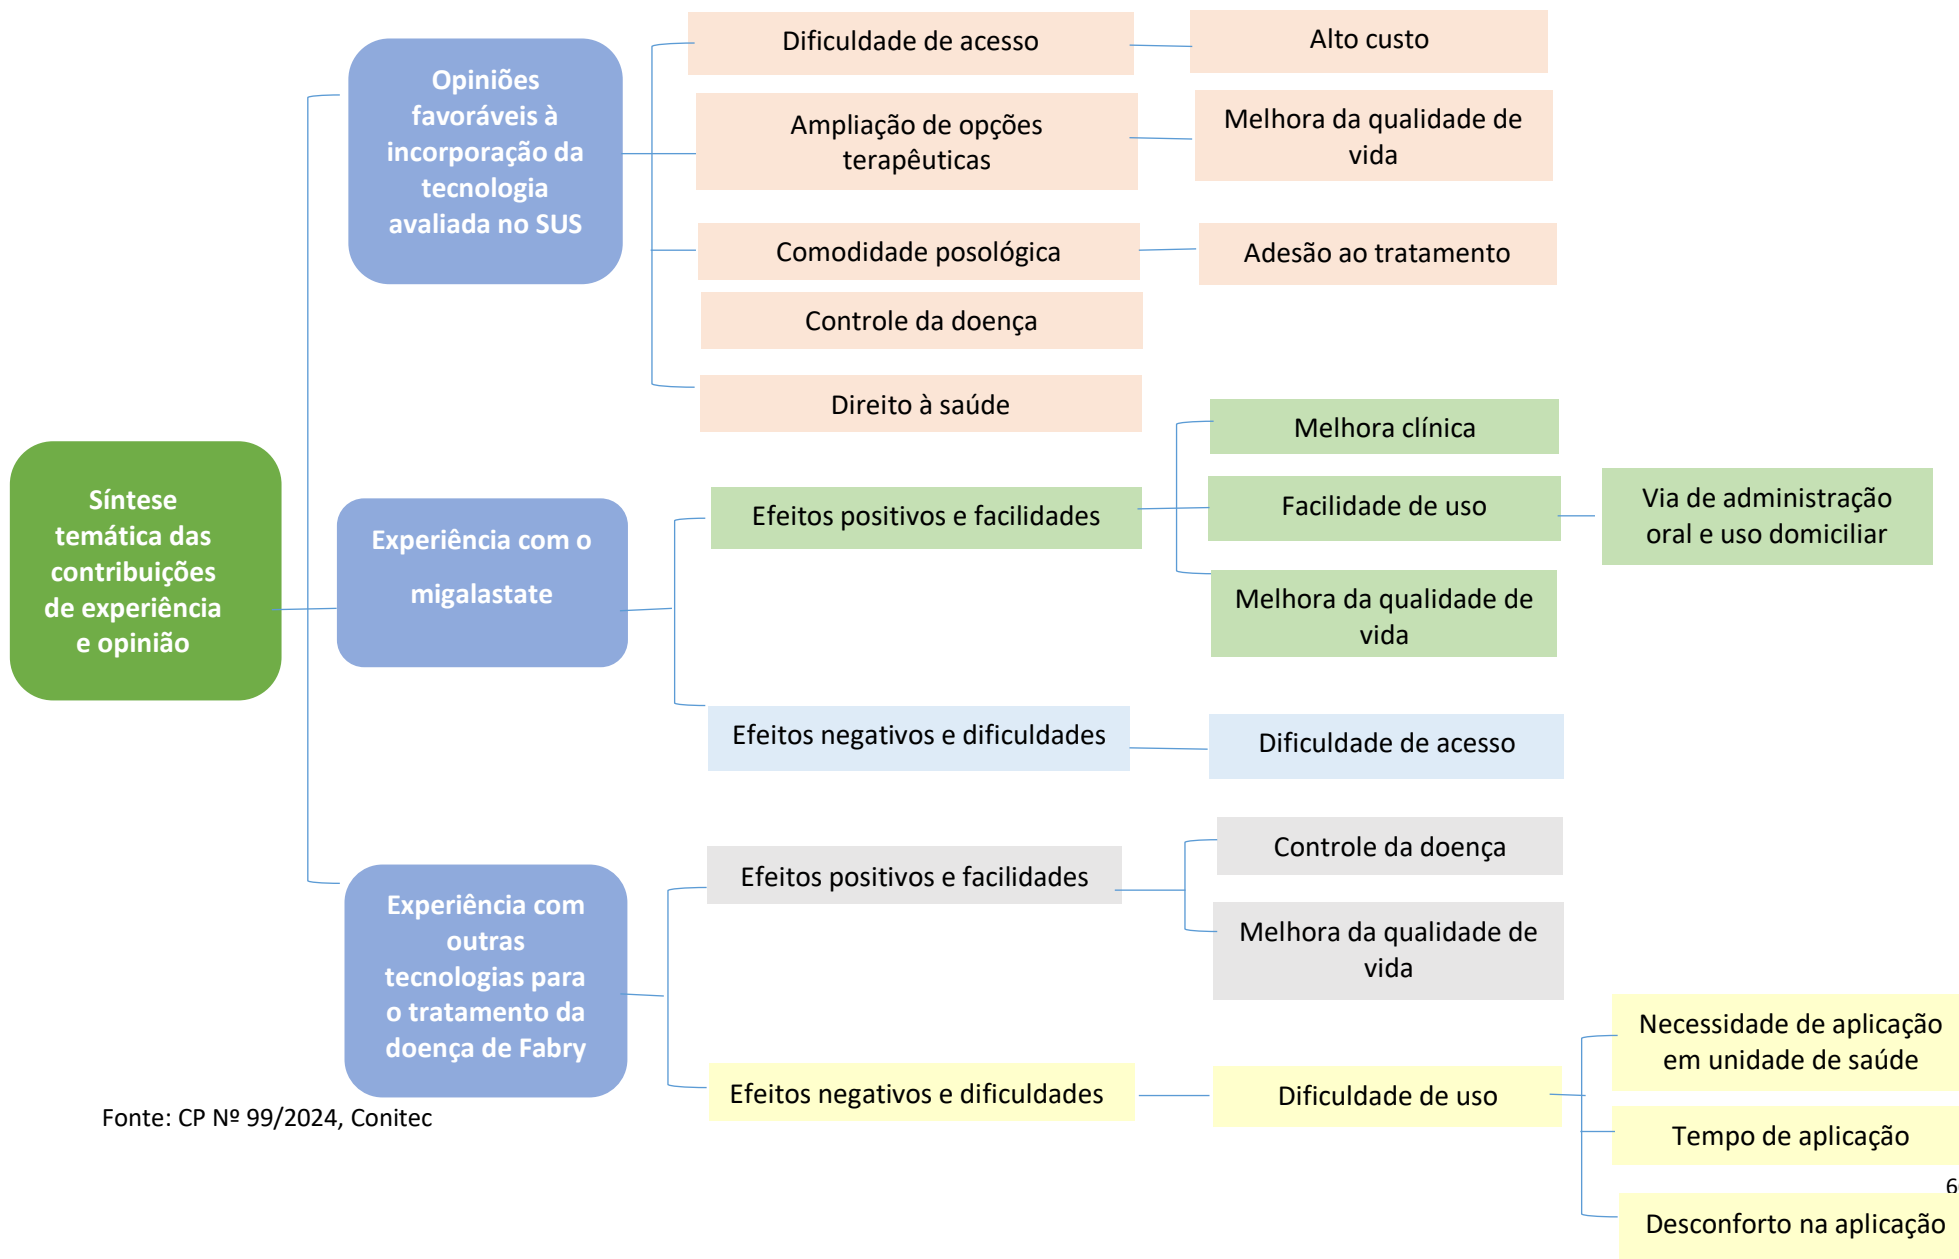 Síntese
temática das
contribuições
de experiência
e opinião
Opiniões
favoráveis à
incorporação da
tecnologia
avaliada no SUS
Dificuldade de acesso
Alto custo
Ampliação de opções
terapêuticas
Melhora da qualidade de
vida
Comodidade posológica
Adesão ao tratamento
Controle da doença
Direito à saúde
Experiência com o
migalastate
Efeitos positivos e facilidades
Melhora clínica
Facilidade de uso
Via de administração
oral e uso domiciliar
Melhora da qualidade de
vida
Efeitos negativos e dificuldades
Dificuldade de acesso
Experiência com
outras
tecnologias para
o tratamento da
doença de Fabry
Efeitos positivos e facilidades
Controle da doença
Melhora da qualidade de
vida
Efeitos negativos e dificuldades
Dificuldade de uso
Necessidade de aplicação
em unidade de saúde
Tempo de aplicação
Desconforto na aplicação
Fonte: CP Nº 99/2024, Conitec